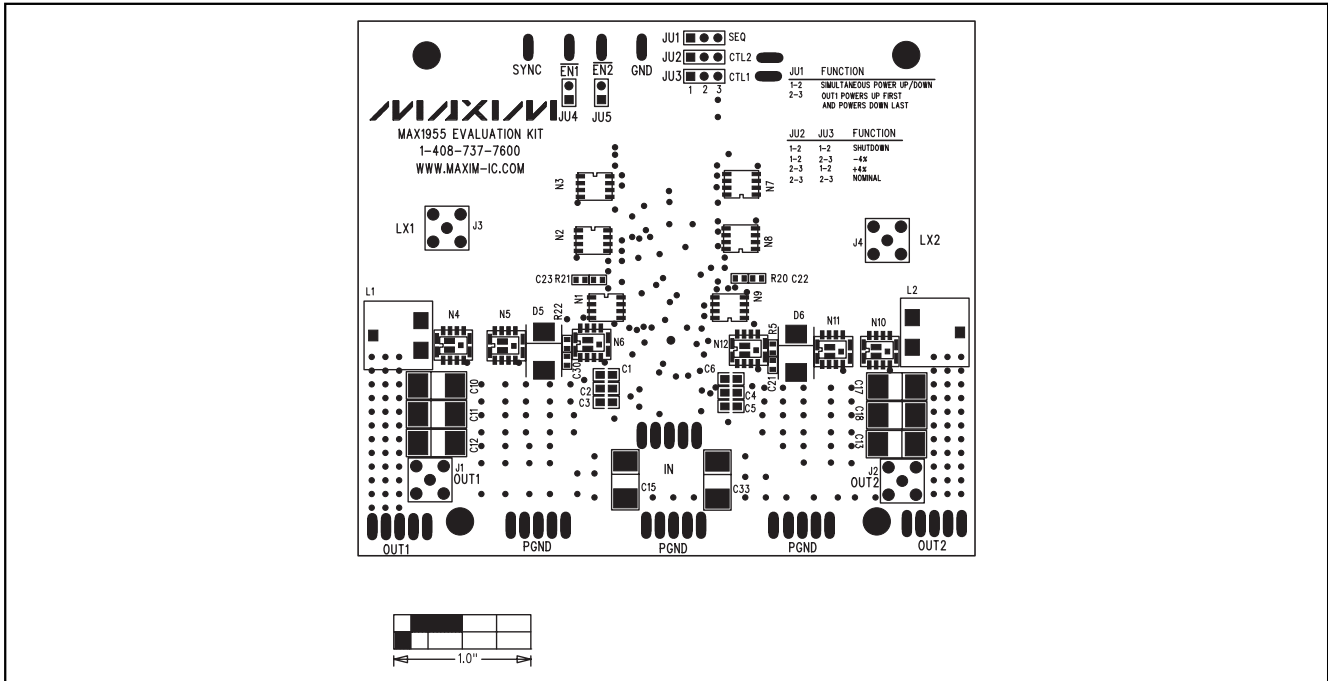 JU1 SEQ
JU2 CTL2
JU3 CTL1
1 2 3
SYNC
EN1
EN2
GND
JU4 JU5
JU1 FUNCTION
1-2 SIMULTANEOUS POWER UP/DOWN
2-3 OUT1 POWERS UP FIRST
AND POWERS DOWN LAST
MAXIM
MAX1955 EVALUATION KIT
1-408-737-7600
WWW.MAXIM-IC.COM
JU2 JU3 FUNCTION
1-2 1-2 SHUTDOWN
1-2 2-3 -4%
2-3 1-2 +4%
2-3 2-3 NOMINAL
N3
N7
LX1
J3
N2
N8
J4
LX2
C23 R21
R20 C22
L1
N1
N9
L2
N4
N5
D5
R22
N6
C30
N12
R5
C21
D6
N11
N10
C1
C2
C3
C6
C4
C5
C10
C11
C12
C17
C18
C13
J1
OUT1
IN
C15
C33
J2
OUT2
OUT1
PGND
PGND
PGND
OUT2
1.0"